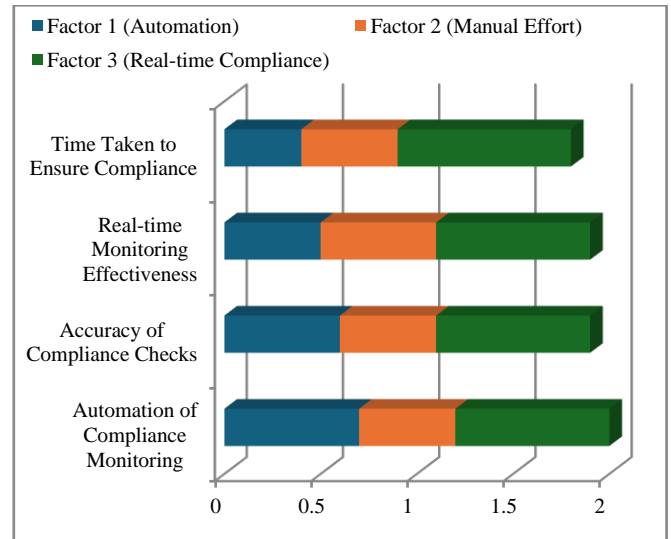 Factor 1 (Automation) Factor 2 (Manual Effort)
Factor 3 (Real-time Compliance)
Time Taken to
Ensure Compliance
Real-time
Monitoring
Effectiveness
Accuracy of
Compliance Checks
Automation of
Compliance
Monitoring
0 0.5 1 1.5 2